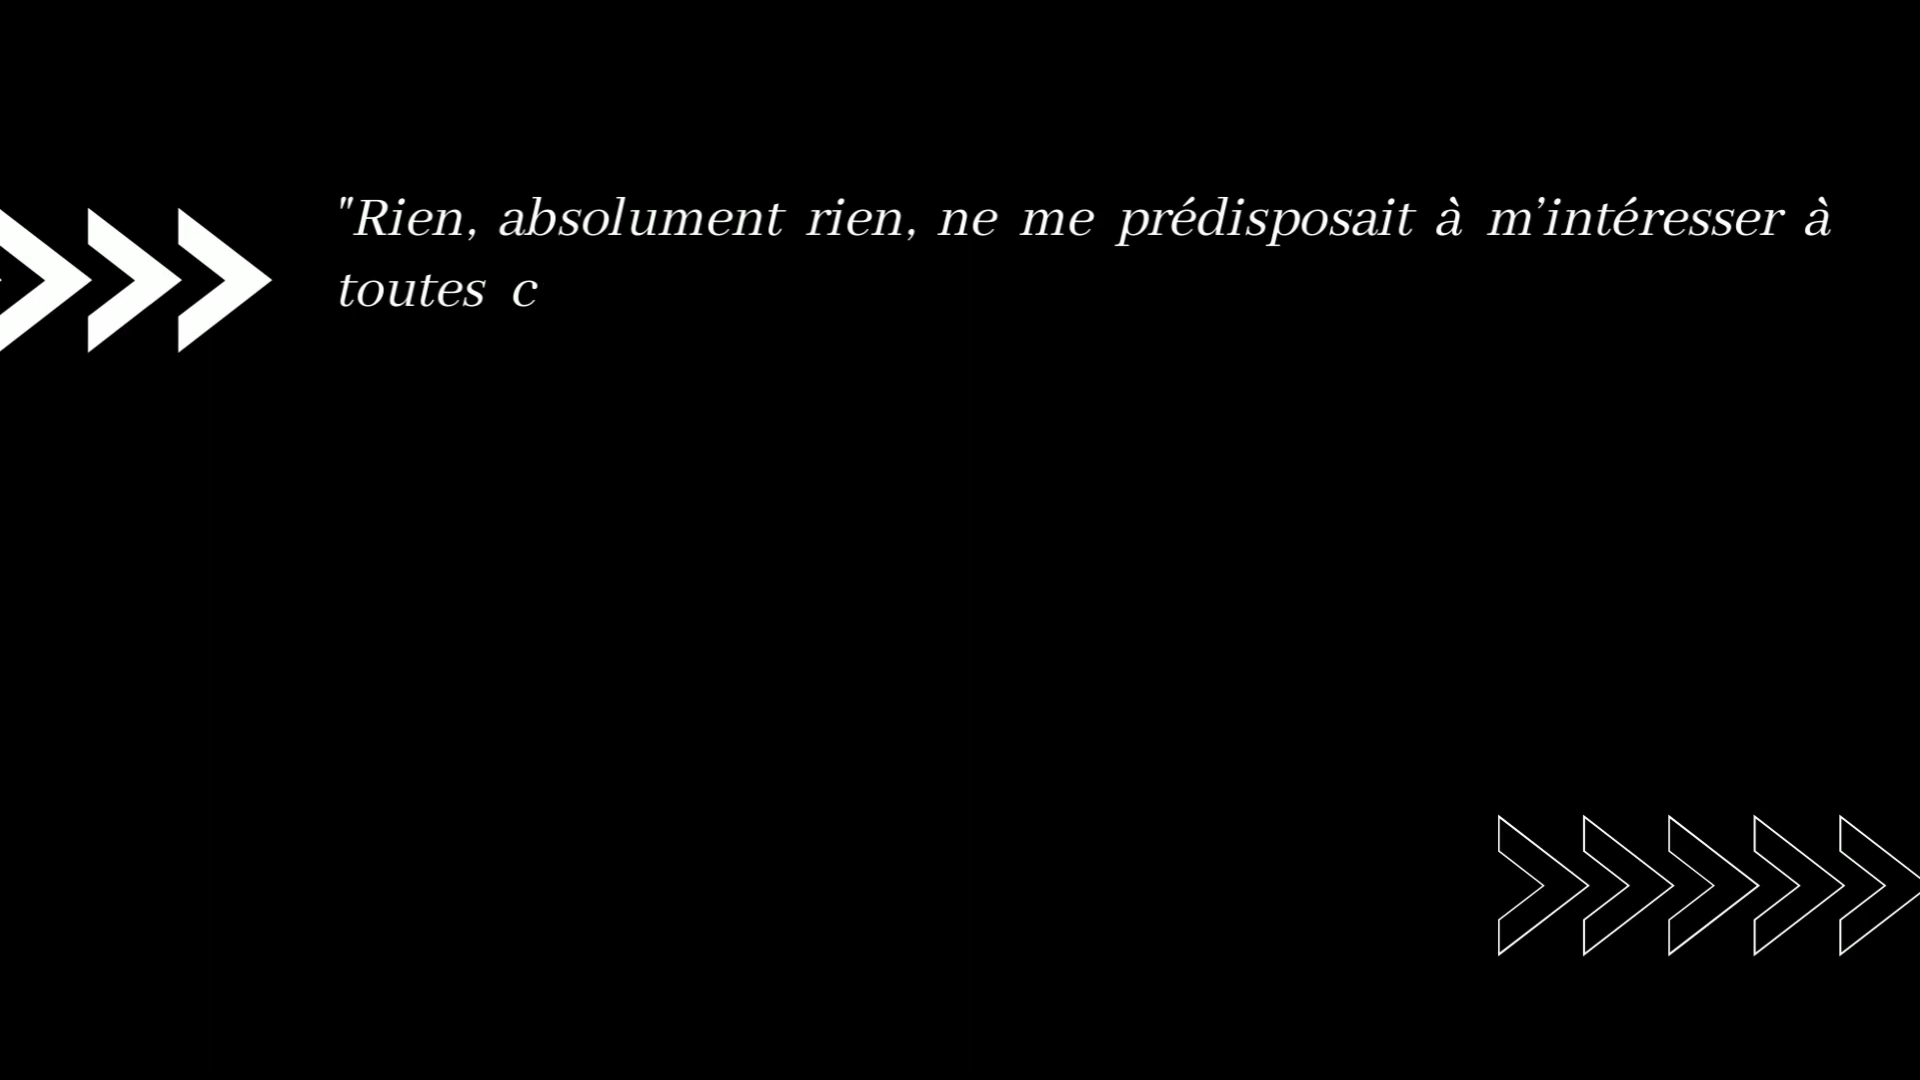 "Rien, absolument rien, ne me prédisposait à m’intéresser à
toutes c